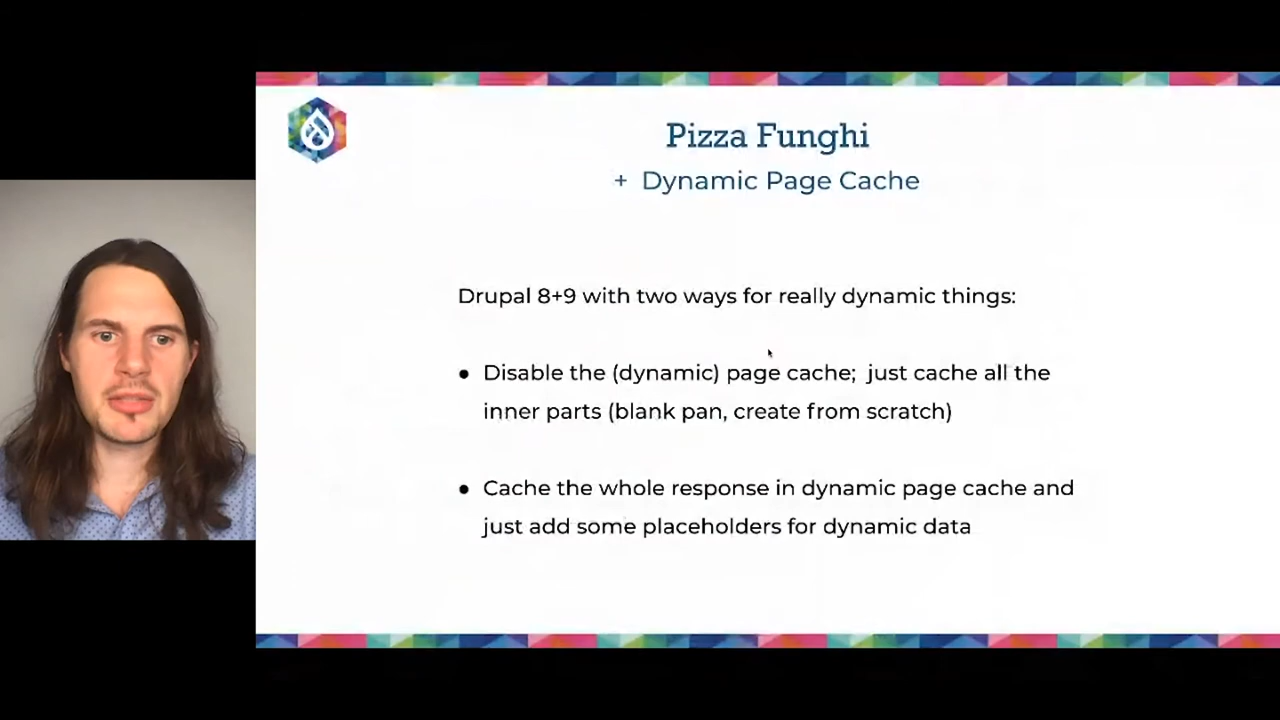 Pizza Funghi
+ Dynamic Page Cache
Drupal 8+9 with two ways for really dynamic things:
● Disable the (dynamic) page cache; just cache all the
inner parts (blank pan, create from scratch)
● Cache the whole response in dynamic page cache and
just add some placeholders for dynamic data